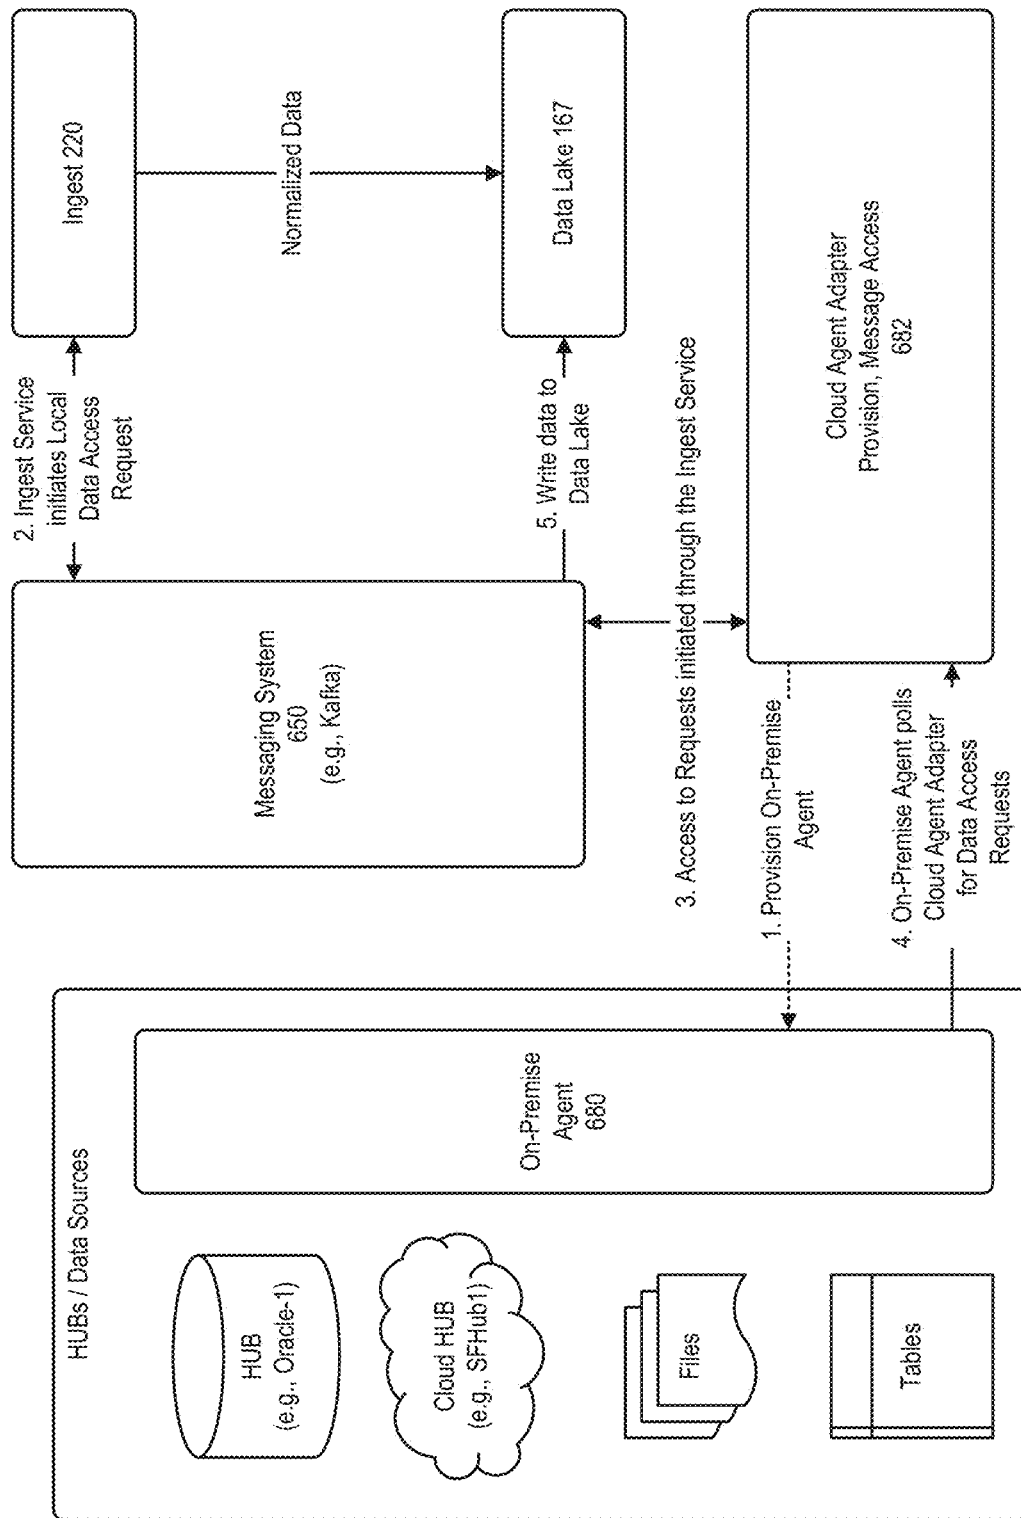 HUBs / Data Sources
HUB
(e.g., Oracle-1)
Cloud HUB
(e.g., SFHub1)
Files
Tables
On-Premise
Agent
680
Messaging System
650
(e.g., Kafka)
2. Ingest Service
initiates Local
Data Access
Request
Ingest 220
Normalized Data
5. Write data to
Data Lake
Data Lake 167
3. Access to Requests initiated through the Ingest Service
1. Provision On-Premise
Agent
4. On-Premise Agent polls
Cloud Agent Adapter
for Data Access
Requests
Cloud Agent Adapter
Provision, Message Access
682